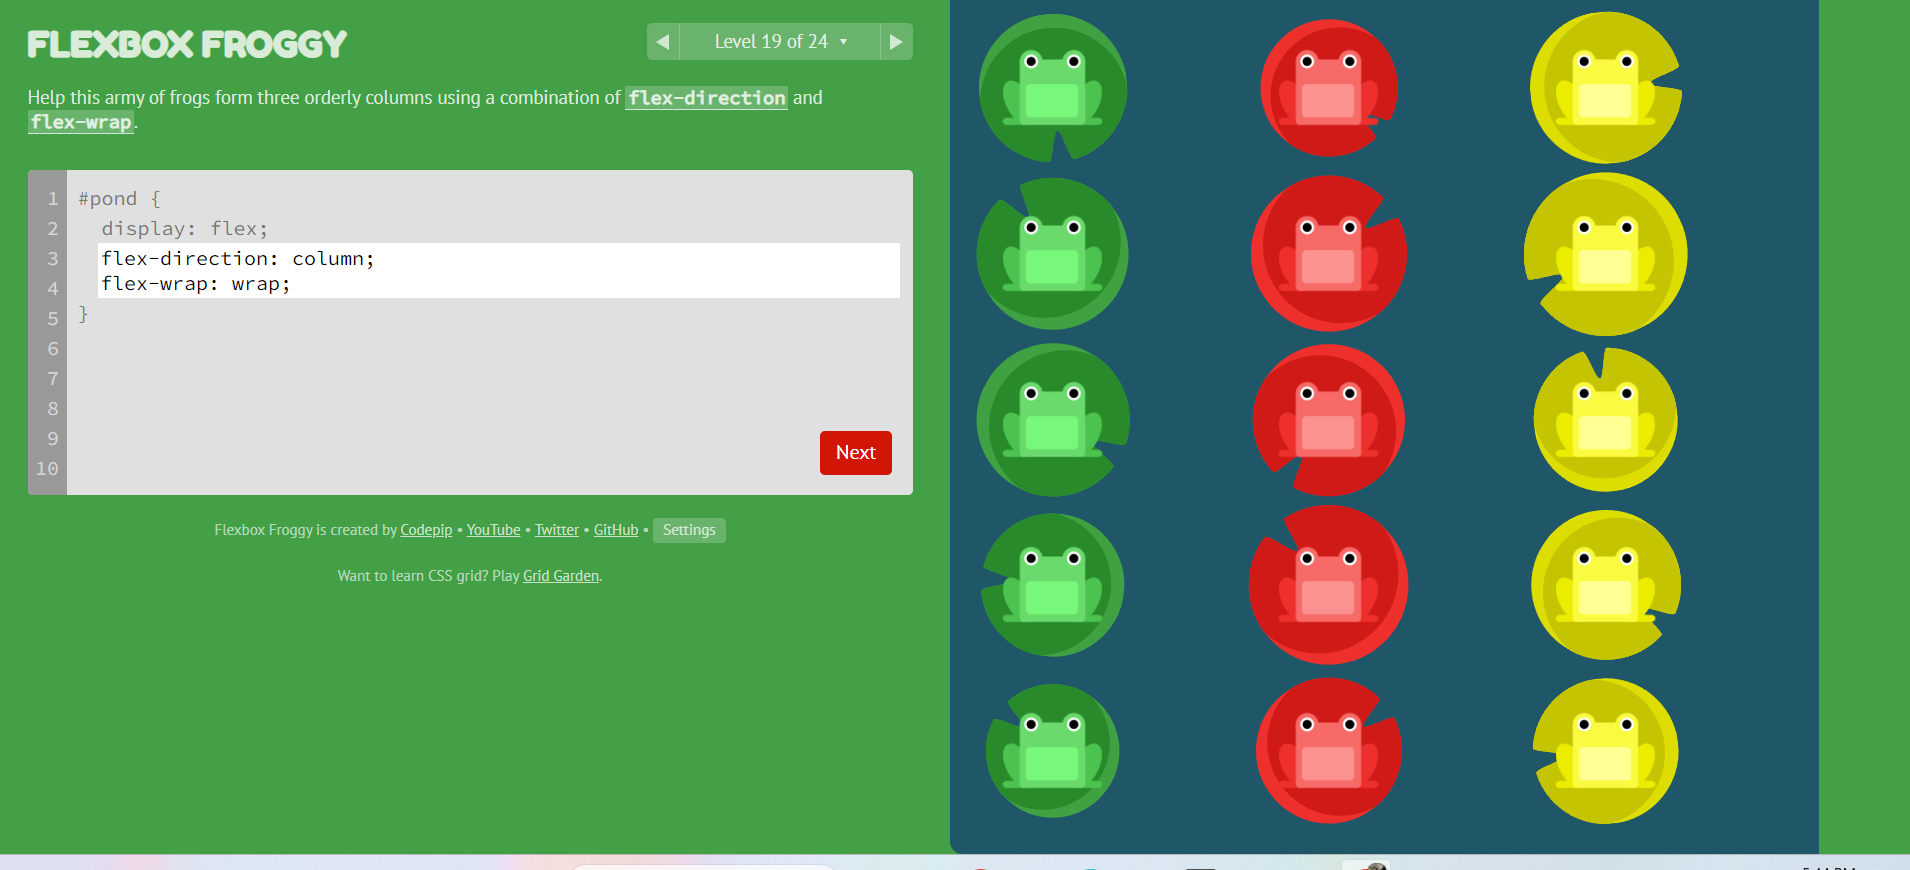 FLEXBOX FROGGY
Level 19 of 24
Help this army of frogs form three orderly columns using a combination of flex-direction and
flex-wrap.
1 #pond {
2 display: flex;
3 flex-direction: column;
4 flex-wrap: wrap;
5 }
6
7
8
9
10
Next
Flexbox Froggy is created by Codepip • YouTube • Twitter • GitHub • Settings
Want to learn CSS grid? Play Grid Garden.